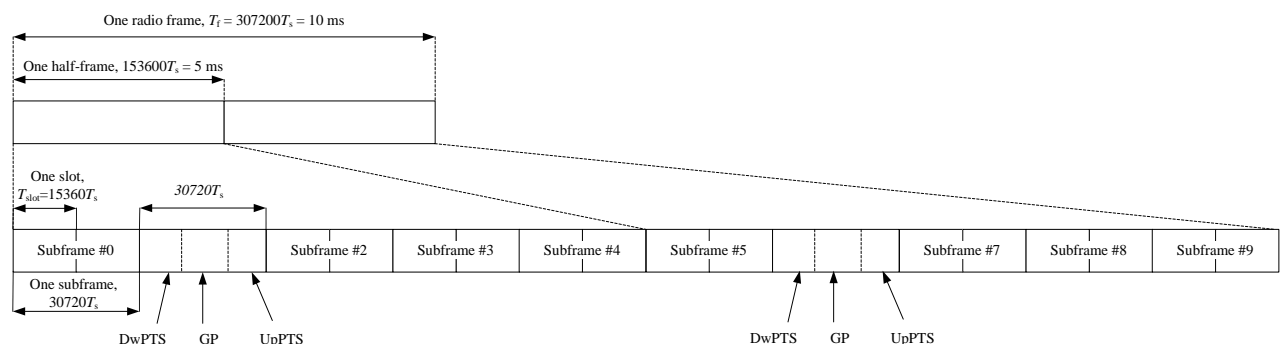 One radio frame, Tf = 307200Ts = 10 ms
One half-frame, 153600Ts = 5 ms
One slot,
Tslot=15360Ts
30720Ts
Subframe #0
Subframe #2
Subframe #3
Subframe #4
Subframe #5
Subframe #7
Subframe #8
Subframe #9
One subframe,
30720Ts
DwPTS
GP
UpPTS
DwPTS
GP
UpPTS